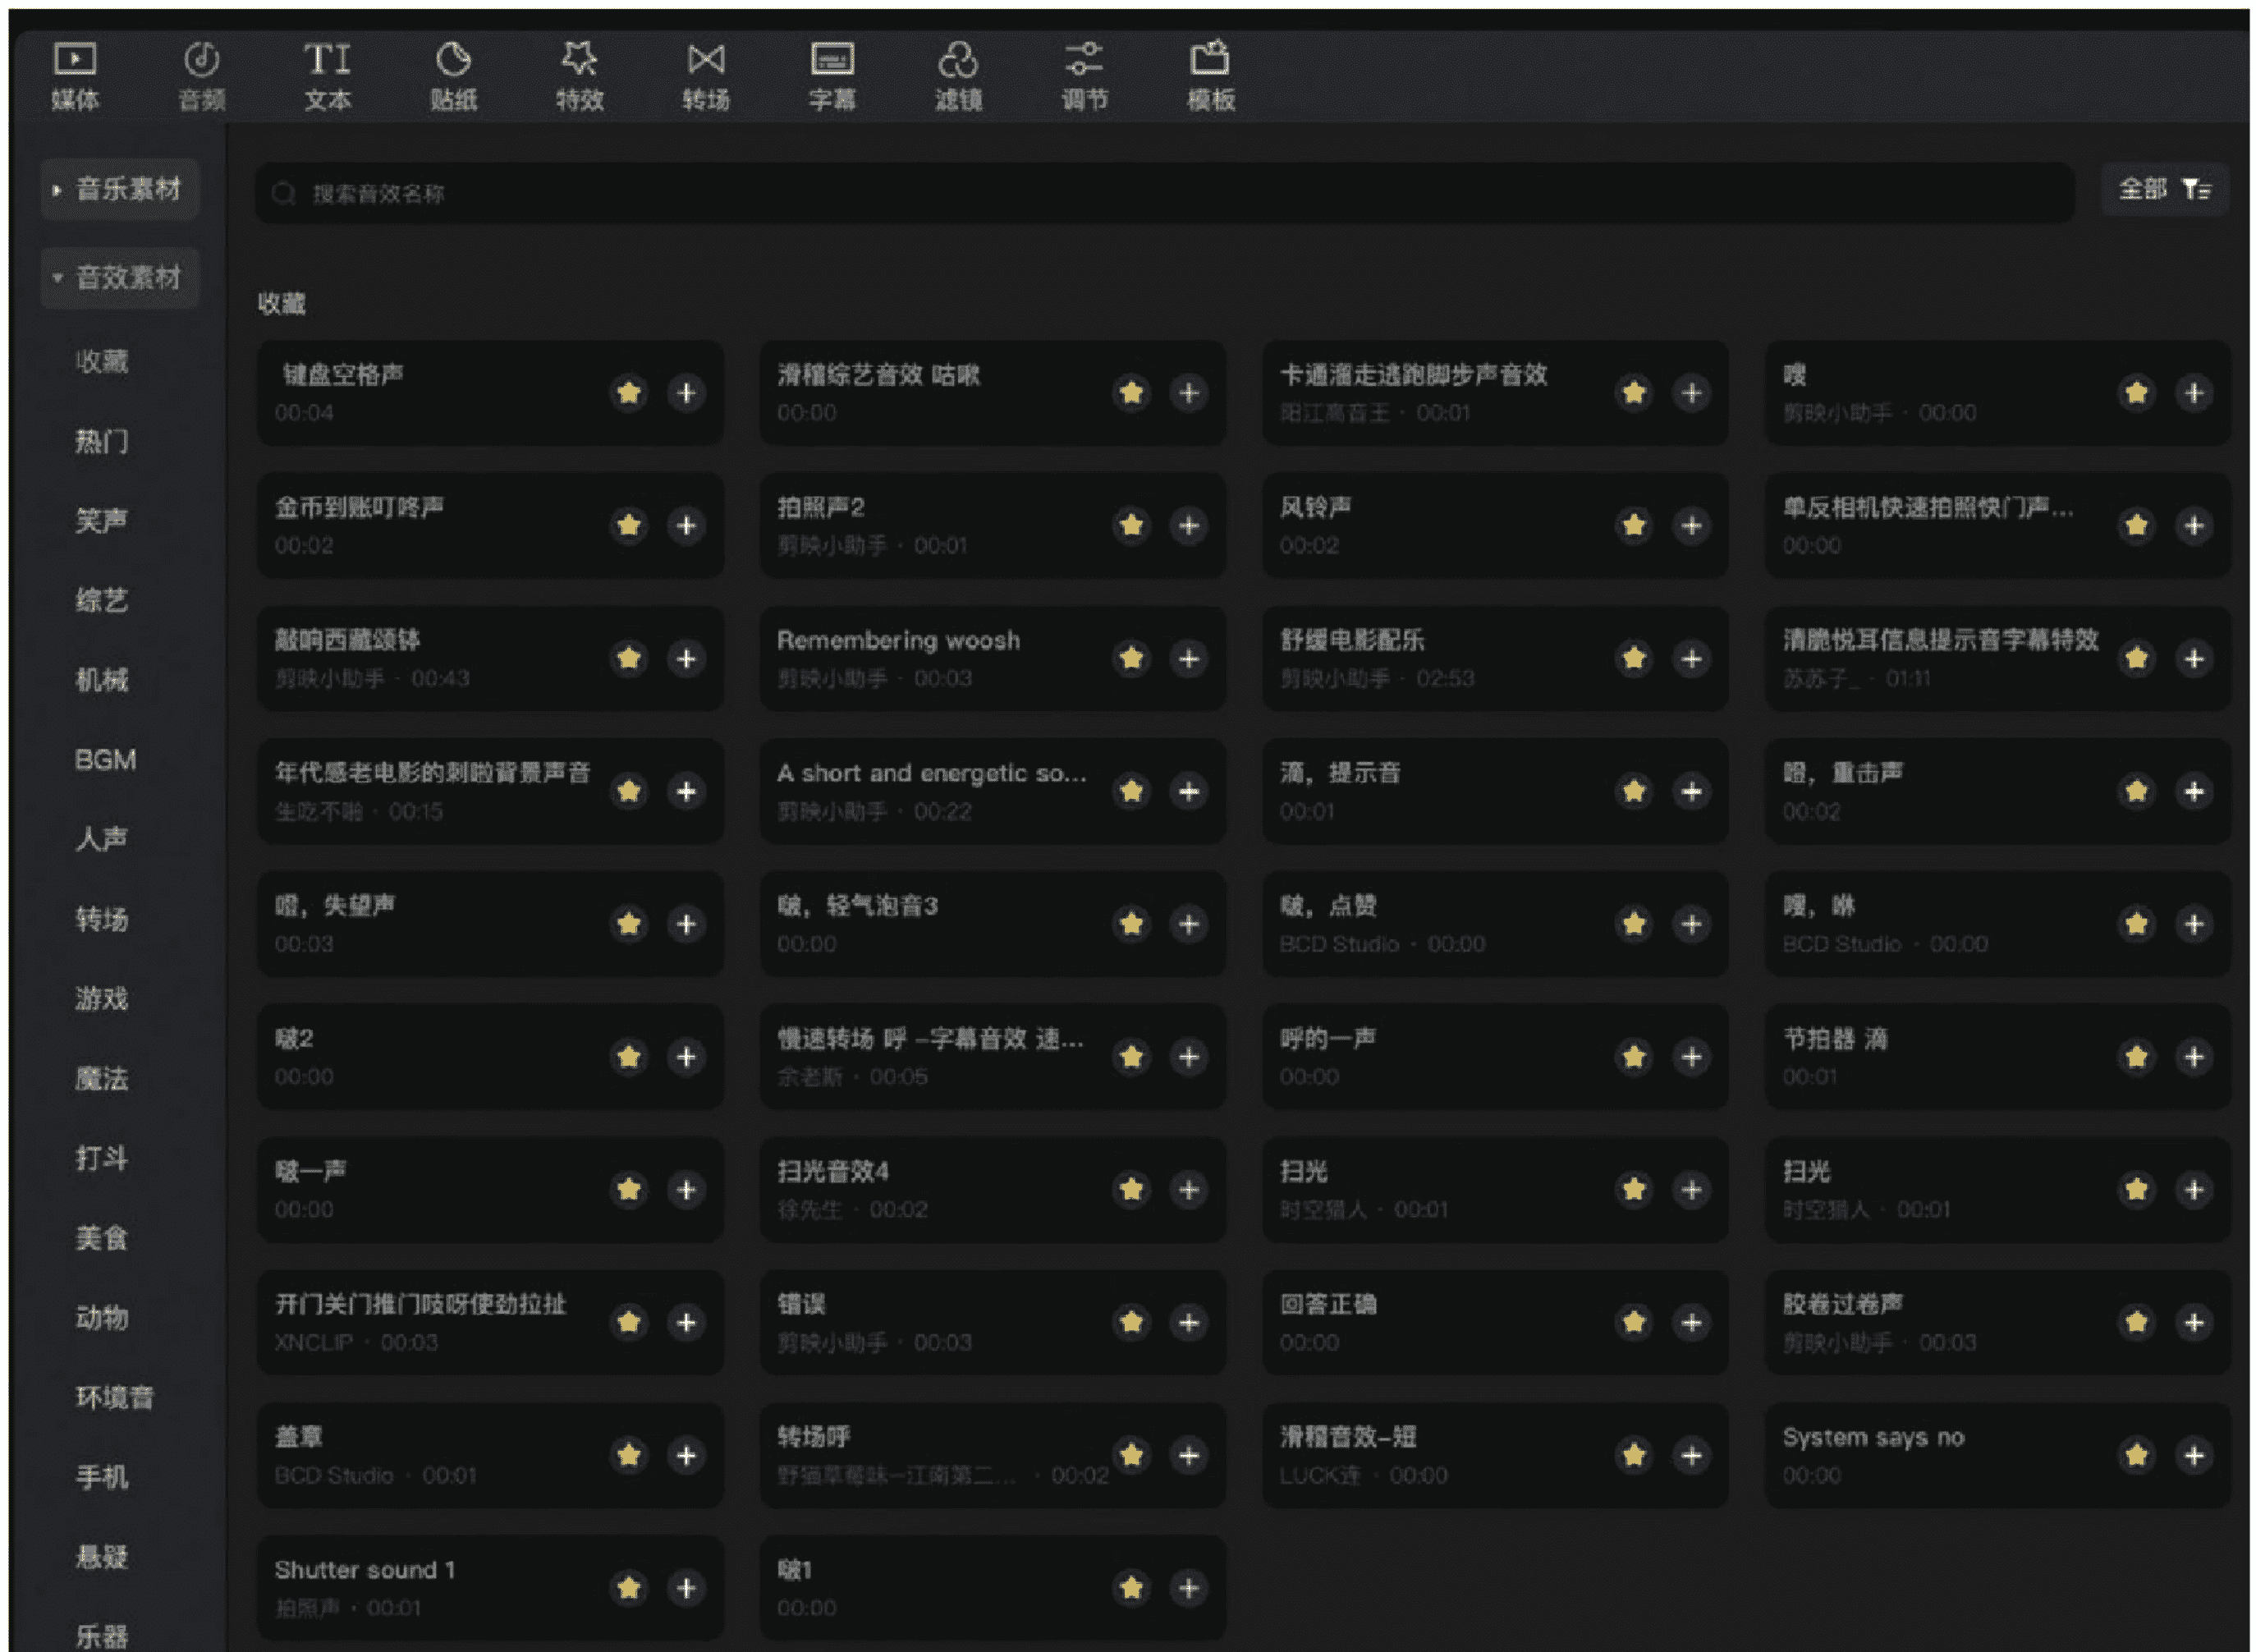 媒体
音频
TI
文本
贴纸
特效
转场
字幕
滤镜
调节
模板
音乐素材
搜索音效名称
全部
音效素材
收藏
热门
笑声
综艺
机械
BGM
人声
转场
游戏
魔法
打斗
美食
动物
环境音
手机
悬疑
乐器
收藏
键盘空格声
00:04
滑稽综艺音效 咕啾
00:00
卡通溜走逃跑脚步声音效
阳江高音王 · 00:01
嗖
剪映小助手 · 00:00
金币到账叮咚声
00:02
拍照声2
剪映小助手 · 00:01
风铃声
00:02
单反相机快速拍照快门声...
00:00
敲响西藏颂钵
剪映小助手 · 00:43
Remembering woosh
剪映小助手 · 00:03
舒缓电影配乐
剪映小助手 · 02:53
清脆悦耳信息提示音字幕特效
苏苏子_ · 01:11
年代感老电影的刺啦背景声音
生吃不啪 · 00:15
A short and energetic so...
剪映小助手 · 00:22
滴，提示音
00:01
噔，重击声
00:02
噔，失望声
00:03
啵，轻气泡音3
00:00
啵，点赞
BCD Studio · 00:00
嘎，咻
BCD Studio · 00:00
啵2
00:00
慢速转场 呼 –字幕音效 速...
余老斯 · 00:05
呼的一声
00:00
节拍器 滴
00:01
啵一声
00:00
扫光音效4
徐先生 · 00:02
扫光
时空猎人 · 00:01
扫光
时空猎人 · 00:01
开门关门推门吱呀使劲拉扯
XNCLIP · 00:03
错误
剪映小助手 · 00:03
回答正确
00:00
胶卷过卷声
剪映小助手 · 00:03
盖章
BCD Studio · 00:01
转场呼
野猫草莓味—江南第二... · 00:02
滑稽音效–短
LUCK连 · 00:00
System says no
00:00
Shutter sound 1
拍照声 · 00:01
啵1
00:00